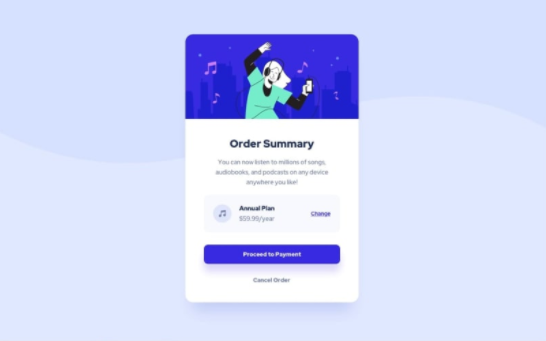 Order Summary
You can now listen to millions of songs,
audiobooks, and podcasts on any device
anywhere you like!
Annual Plan
$59.99/year
Change
Proceed to Payment
Cancel Order